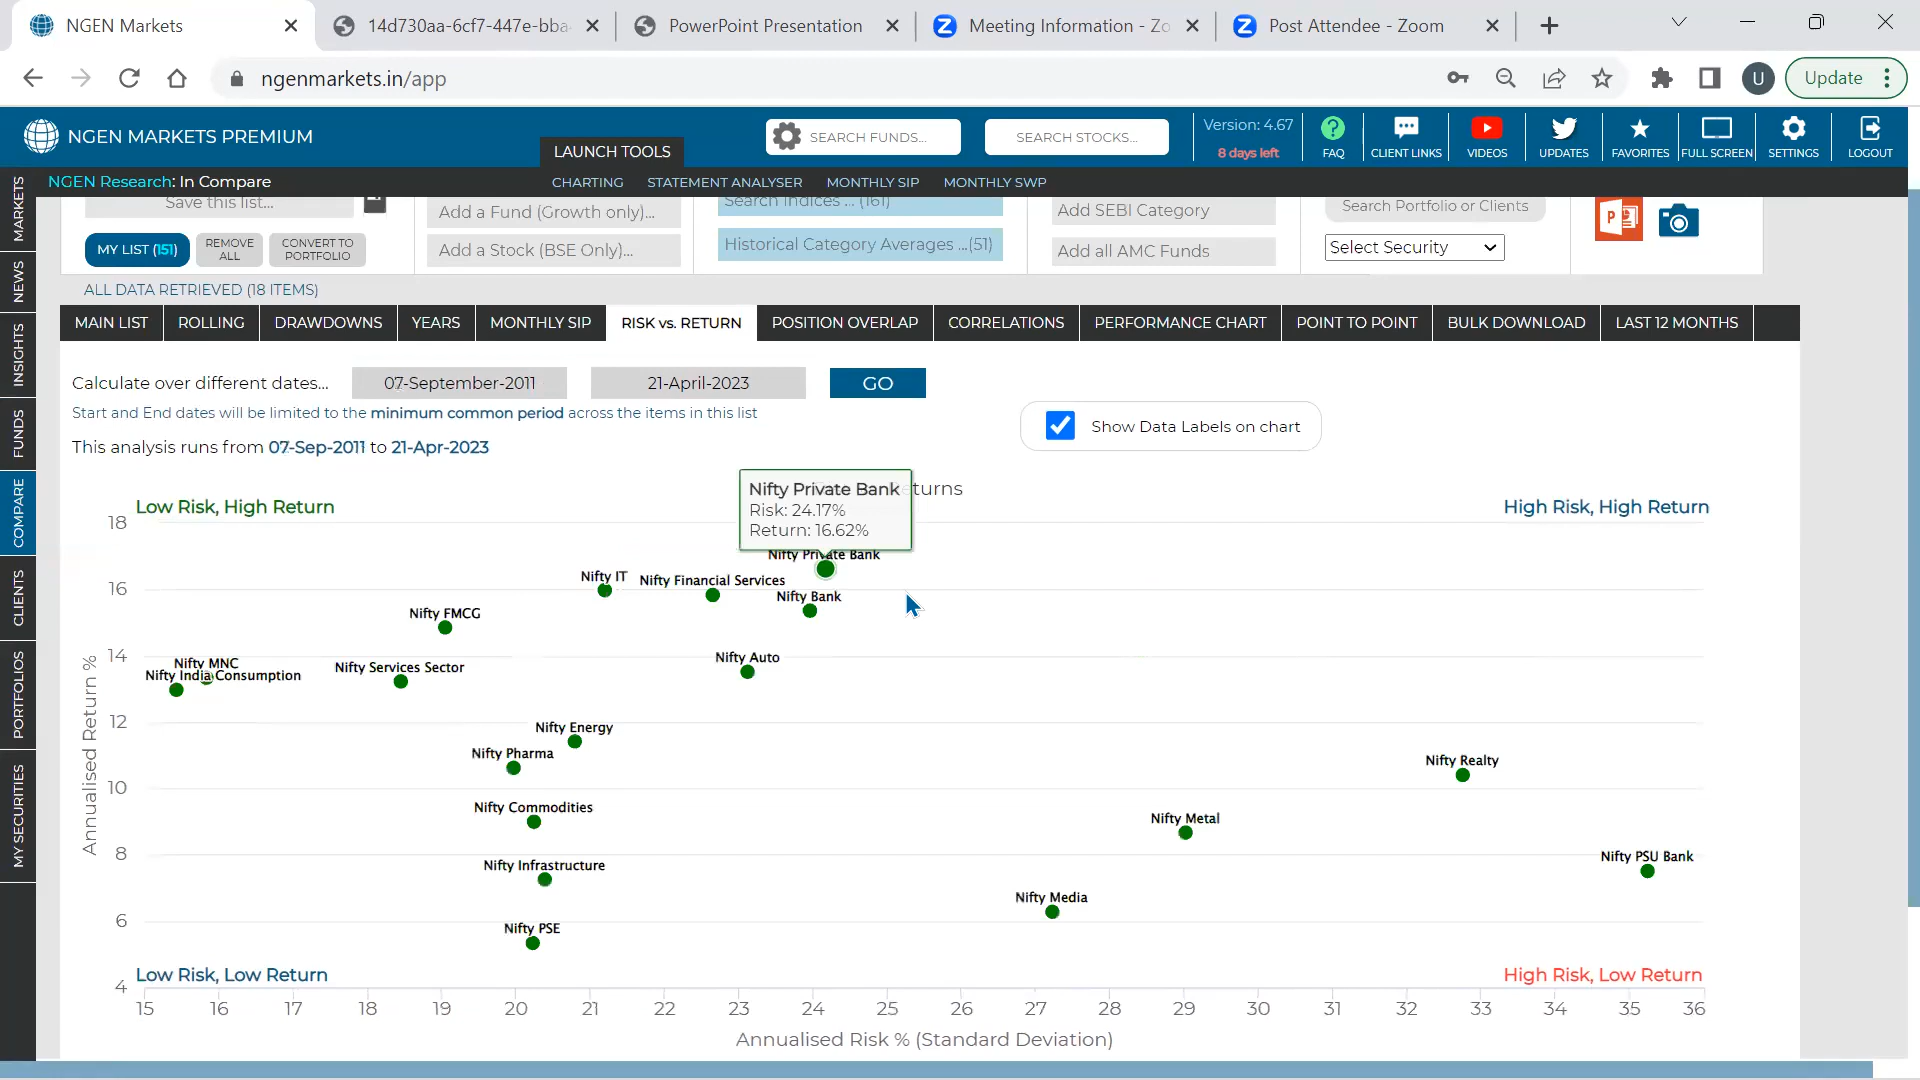 NGEN Markets
14d730aa-6cf7-447e-bba
PowerPoint Presentation
Meeting Information - Zo
Post Attendee - Zoom
ngenmarkets.in/app
U
Update
NGEN MARKETS PREMIUM
LAUNCH TOOLS
SEARCH FUNDS...
SEARCH STOCKS...
Version: 4.67
8 days left
FAQ
CLIENT LINKS
VIDEOS
UPDATES
FAVORITES
FULL SCREEN
SETTINGS
LOGOUT
NGEN Research: In Compare
CHARTING
STATEMENT ANALYSER
MONTHLY SIP
MONTHLY SWP
MARKETS
NEWS
INSIGHTS
FUNDS
COMPARE
CLIENTS
PORTFOLIOS
MY SECURITIES
Save this list...
Add a Fund (Growth only)...
Search Indices ... (161)
Add SEBI Category
Search Portfolio or Clients
MY LIST (151)
REMOVE ALL
CONVERT TO PORTFOLIO
Add a Stock (BSE Only)...
Historical Category Averages ...(51)
Add all AMC Funds
Select Security
ALL DATA RETRIEVED (18 ITEMS)
MAIN LIST
ROLLING
DRAWDOWNS
YEARS
MONTHLY SIP
RISK vs. RETURN
POSITION OVERLAP
CORRELATIONS
PERFORMANCE CHART
POINT TO POINT
BULK DOWNLOAD
LAST 12 MONTHS
Calculate over different dates...
07-September-2011
21-April-2023
GO
Start and End dates will be limited to the minimum common period across the items in this list
Show Data Labels on chart
This analysis runs from 07-Sep-2011 to 21-Apr-2023
Nifty Private Bank
Risk: 24.17%
Return: 16.62%
turns
Low Risk, High Return
High Risk, High Return
18
16
14
12
10
8
6
4
Annualised Return %
Nifty Private Bank
Nifty IT
Nifty Financial Services
Nifty Bank
Nifty FMCG
Nifty Auto
Nifty MNC
Nifty India Consumption
Nifty Services Sector
Nifty Energy
Nifty Pharma
Nifty Realty
Nifty Commodities
Nifty Metal
Nifty PSU Bank
Nifty Infrastructure
Nifty Media
Nifty PSE
Low Risk, Low Return
High Risk, Low Return
15 16 17 18 19 20 21 22 23 24 25 26 27 28 29 30 31 32 33 34 35 36
Annualised Risk % (Standard Deviation)